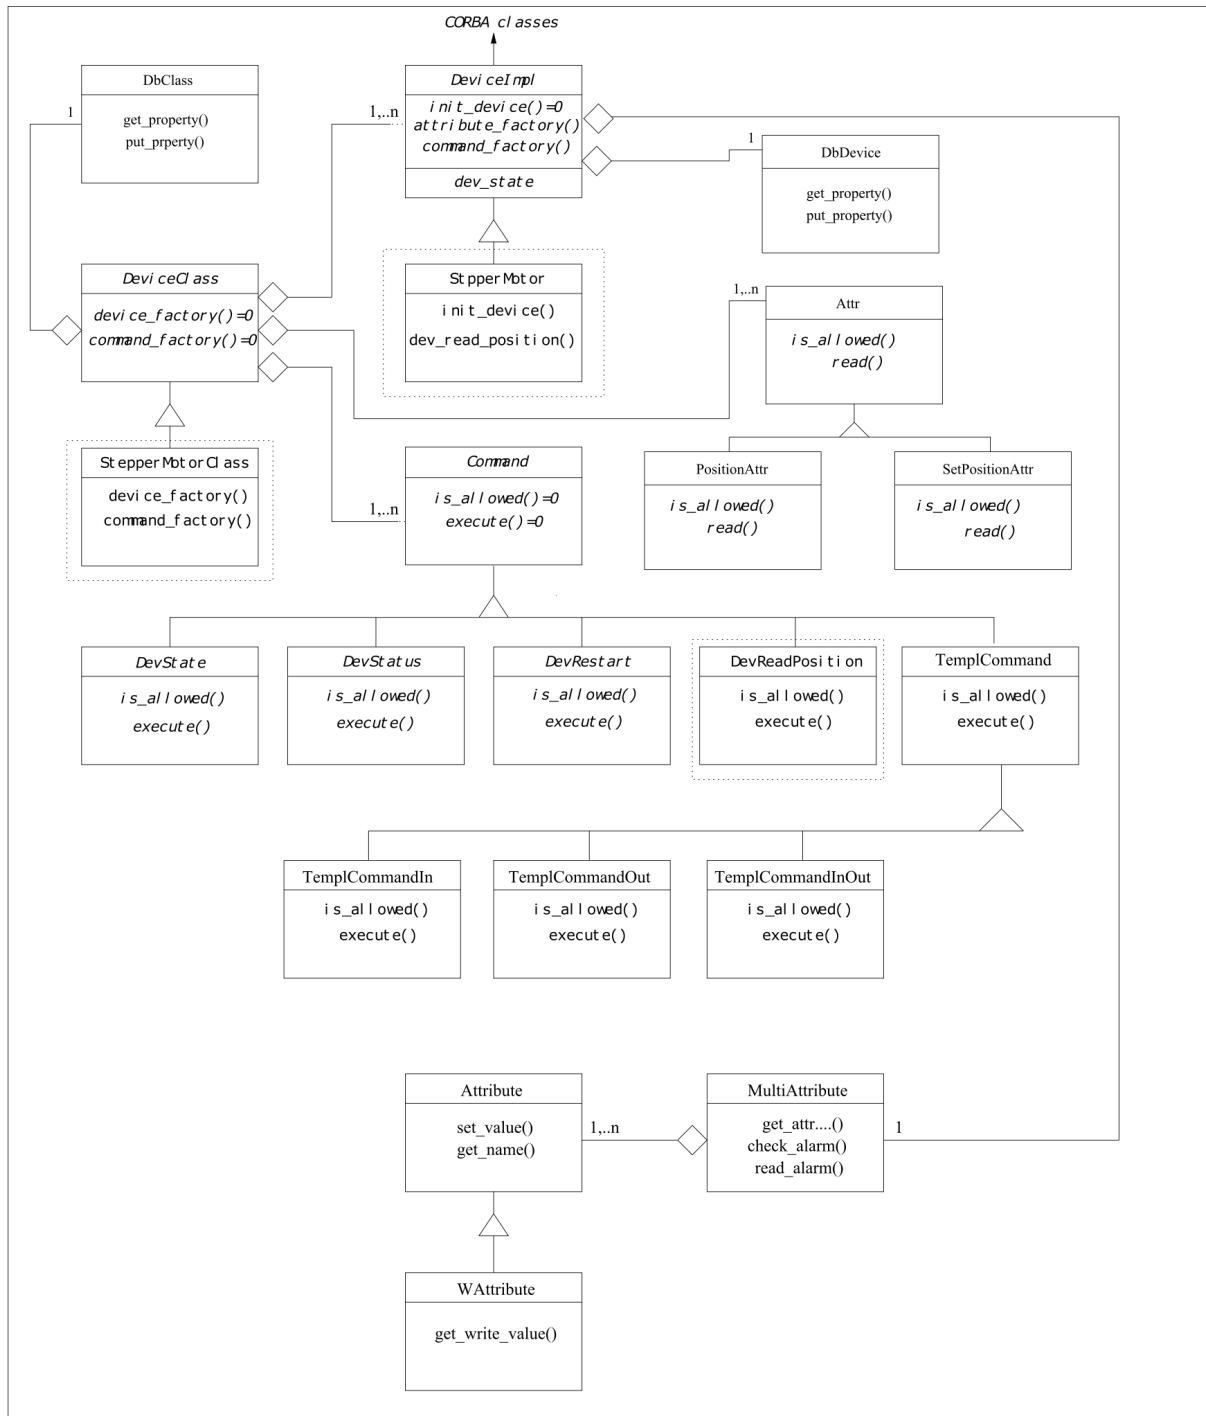 CORBA classes
DbClass
1
get_property()
put_prperty()
DeviceImpl
1,..n
init_device()=0
attribute_factory()
command_factory()
dev_state
1
DbDevice
get_property()
put_property()
DeviceClass
device_factory()=0
command_factory()=0
StpperMotor
init_device()
dev_read_position()
1,..n
Attr
is_allowed()
read()
StepperMotorClass
device_factory()
command_factory()
Command
1,..n
is_allowed()=0
execute()=0
PositionAttr
is_allowed()
read()
SetPositionAttr
is_allowed()
read()
DevState
is_allowed()
execute()
DevStatus
is_allowed()
execute()
DevRestart
is_allowed()
execute()
DevReadPosition
is_allowed()
execute()
TemplCommand
is_allowed()
execute()
TemplCommandIn
is_allowed()
execute()
TemplCommandOut
is_allowed()
execute()
TemplCommandInOut
is_allowed()
execute()
Attribute
set_value()
get_name()
1,..n
MultiAttribute
get_attr....()
check_alarm()
read_alarm()
1
WAttribute
get_write_value()